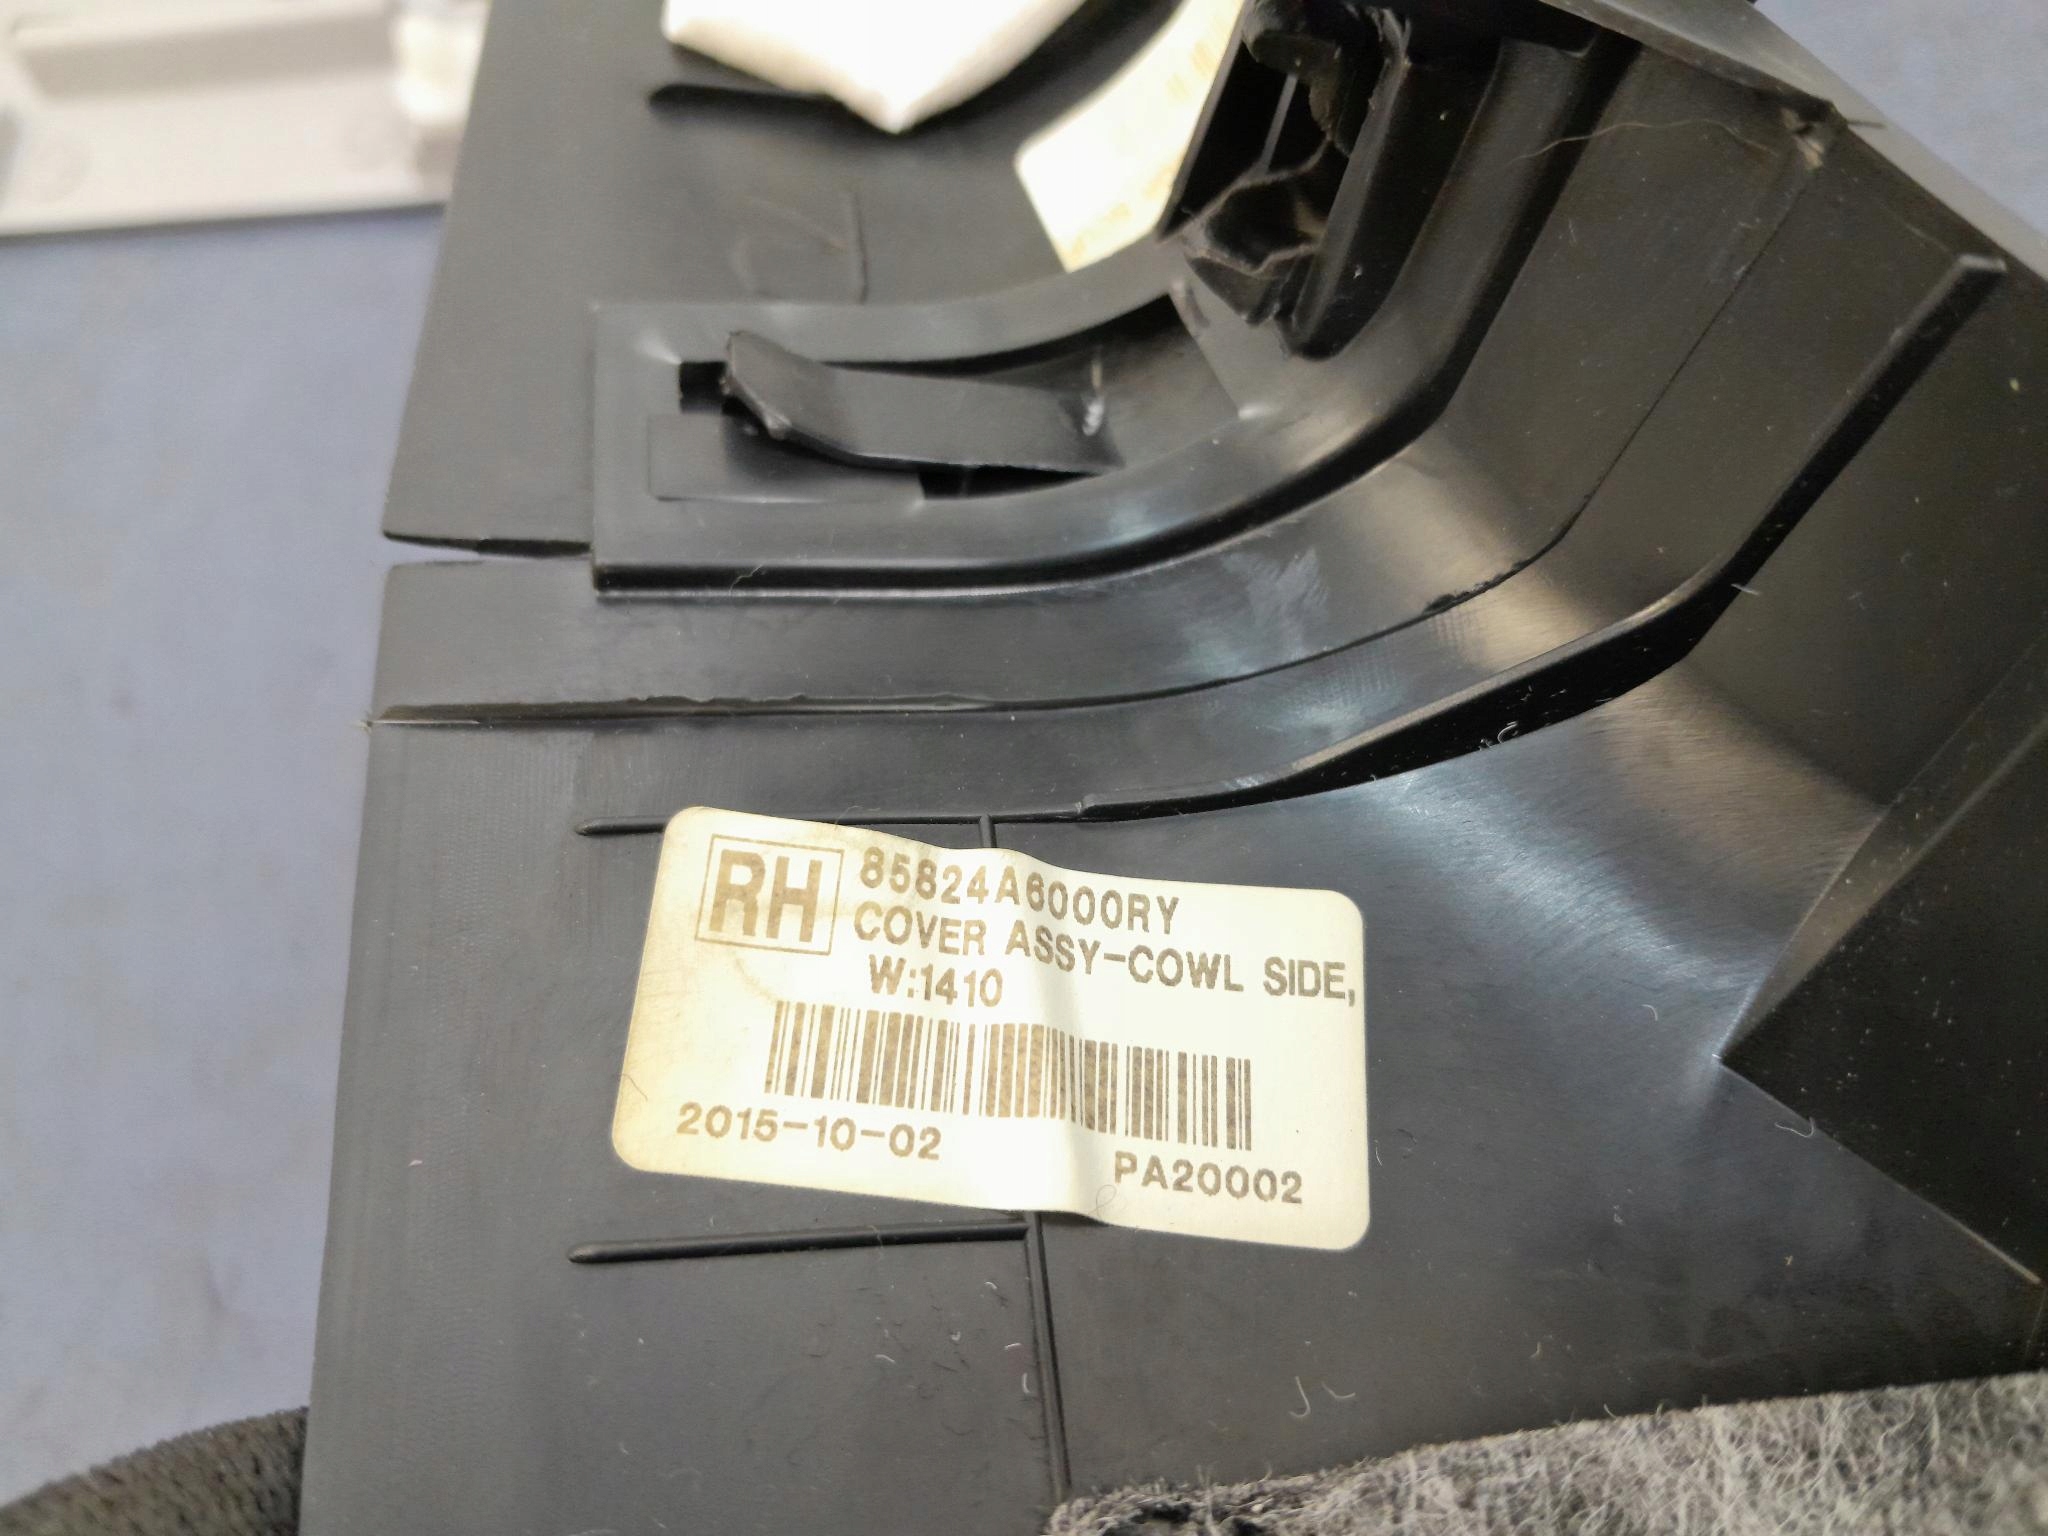 RH 85824A6000RY
COVER ASSY-COWL SIDE,
W:1410
2015-10-02
PA20002